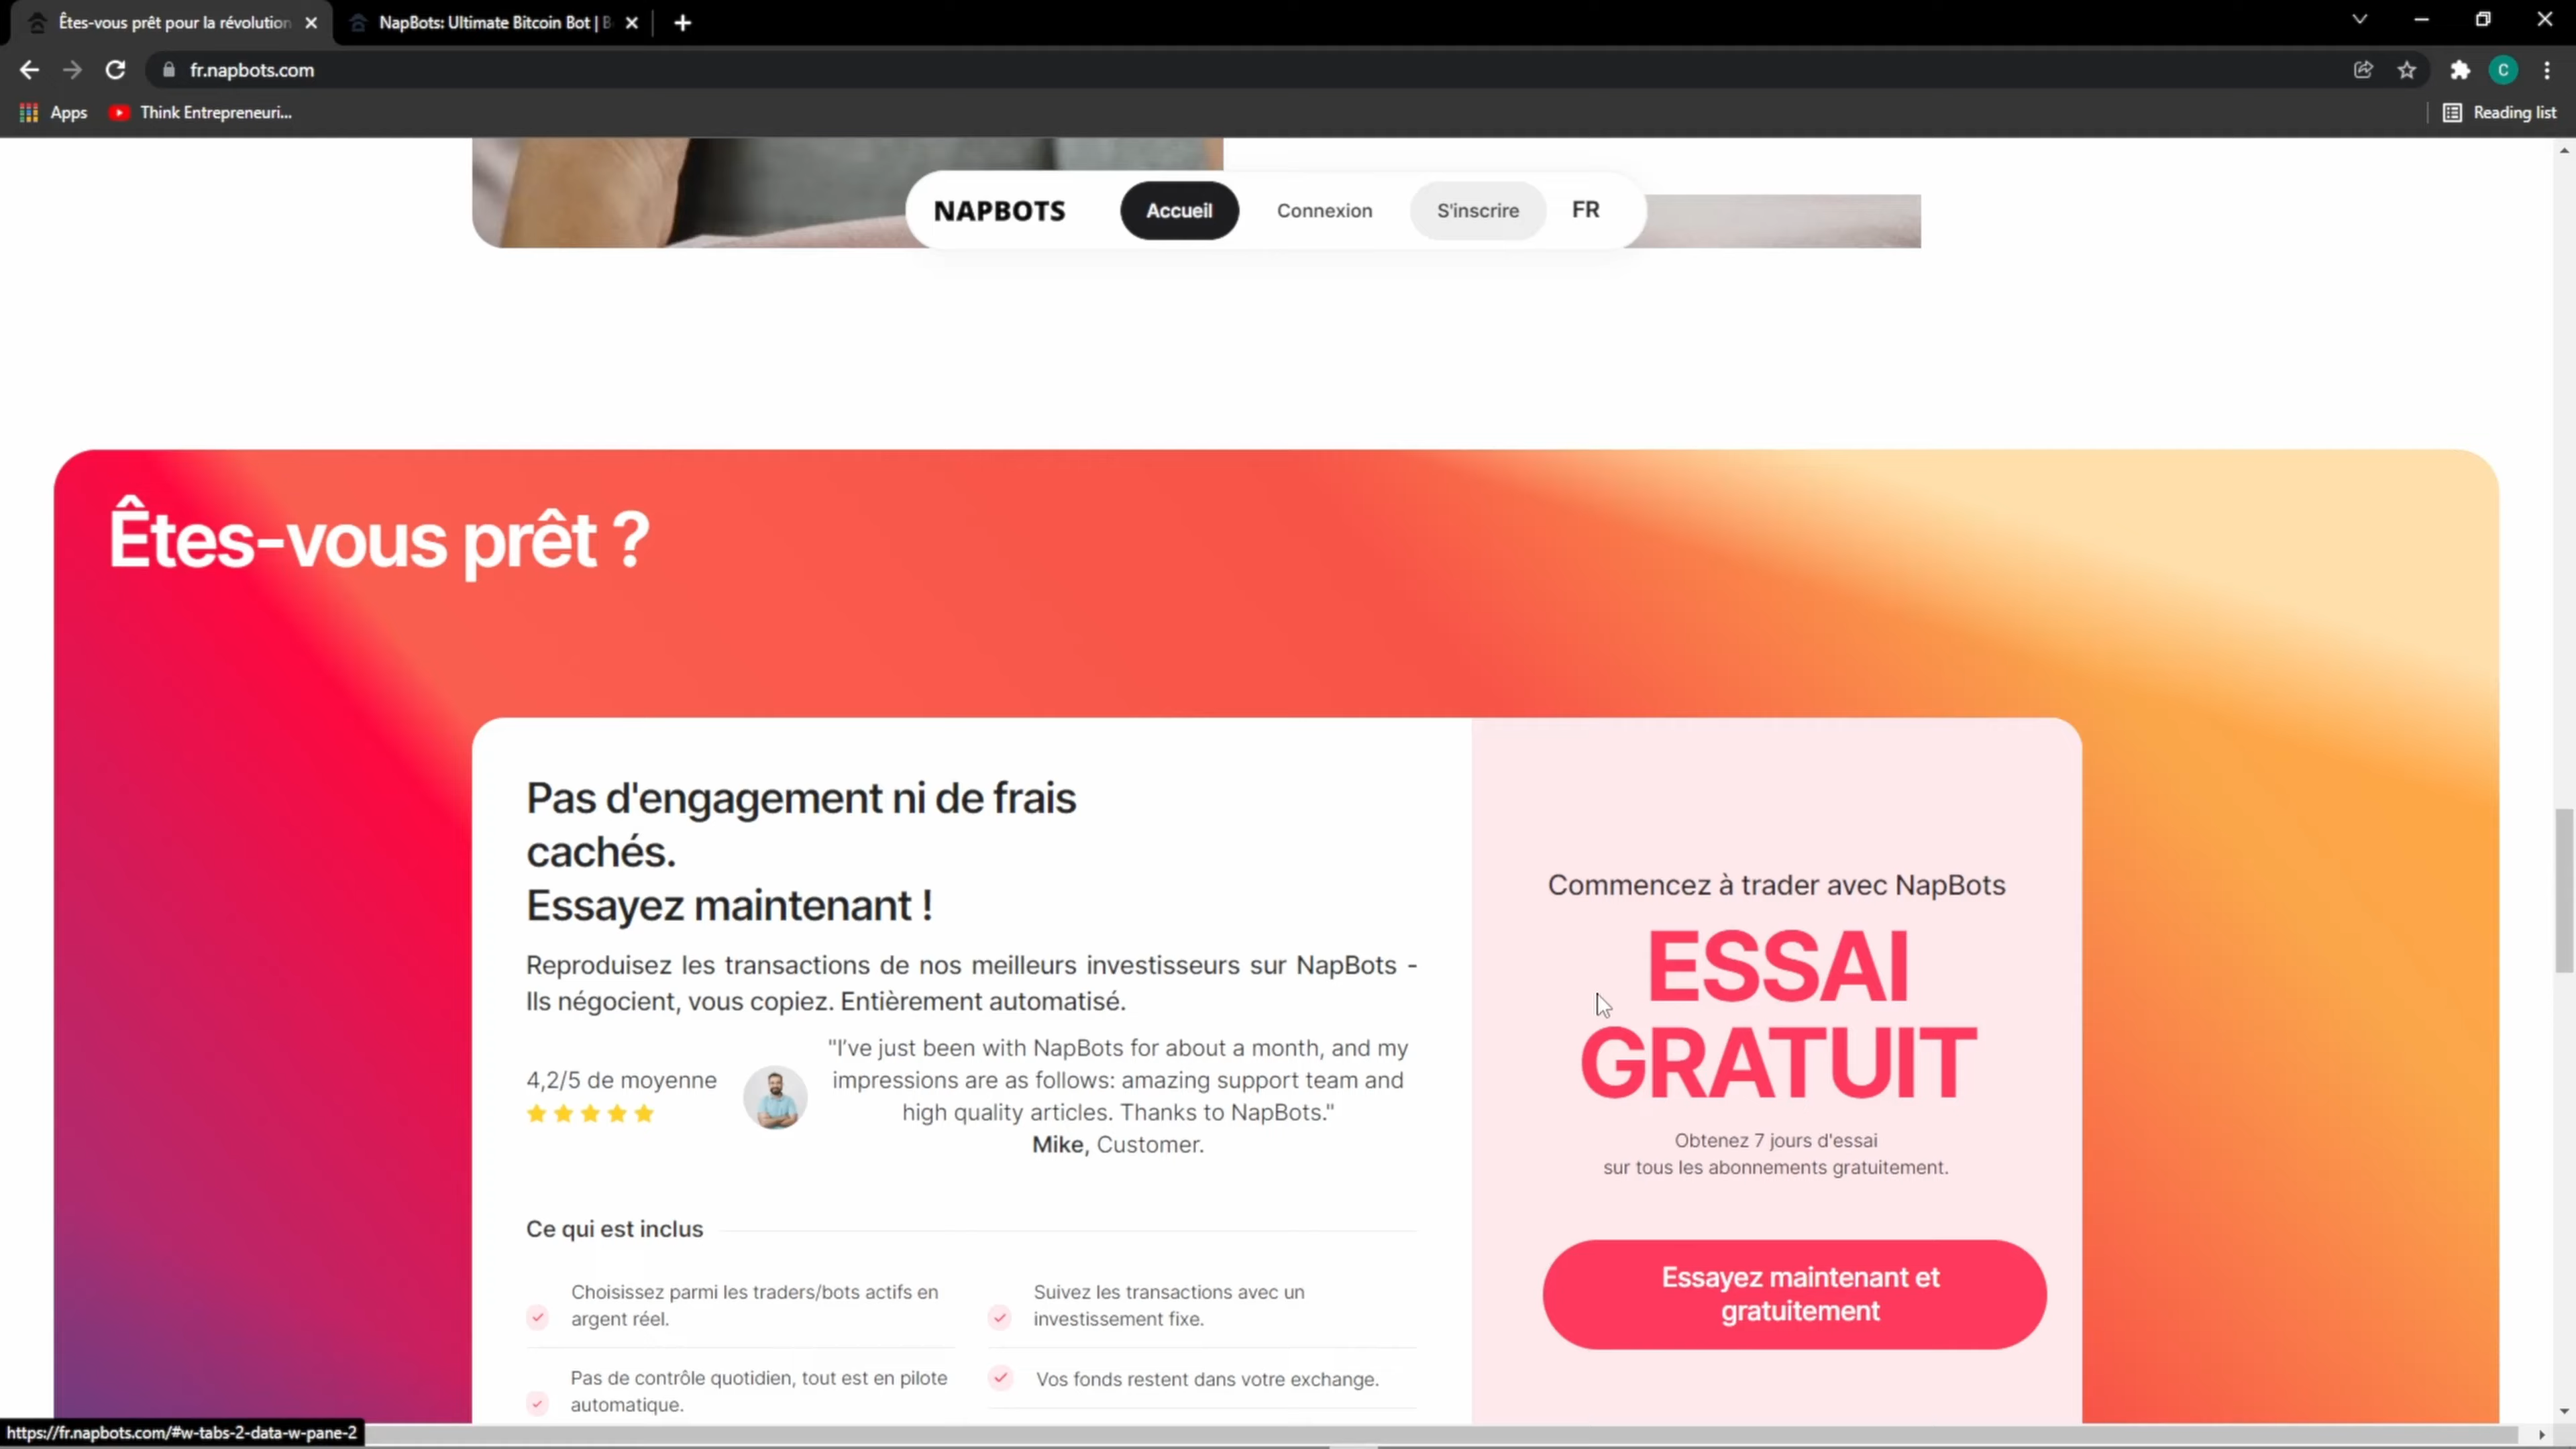 Êtes-vous prêt pour la révolution
NapBots: Ultimate Bitcoin Bot | B
fr.napbots.com
C
Apps
Think Entrepreneuri...
Reading list
NAPBOTS
Accueil
Connexion
S'inscrire
FR
Êtes-vous prêt ?
Pas d'engagement ni de frais
cachés.
Essayez maintenant !
Reproduisez les transactions de nos meilleurs investisseurs sur NapBots -
Ils négocient, vous copiez. Entièrement automatisé.
4,2/5 de moyenne
"I've just been with NapBots for about a month, and my
impressions are as follows: amazing support team and
high quality articles. Thanks to NapBots."
Mike, Customer.
Ce qui est inclus
Choisissez parmi les traders/bots actifs en
argent réel.
Suivez les transactions avec un
investissement fixe.
Pas de contrôle quotidien, tout est en pilote
automatique.
Vos fonds restent dans votre exchange.
Commencez à trader avec NapBots
ESSAI
GRATUIT
Obtenez 7 jours d'essai
sur tous les abonnements gratuitement.
Essayez maintenant et
gratuitement
https://fr.napbots.com/#w-tabs-2-data-w-pane-2